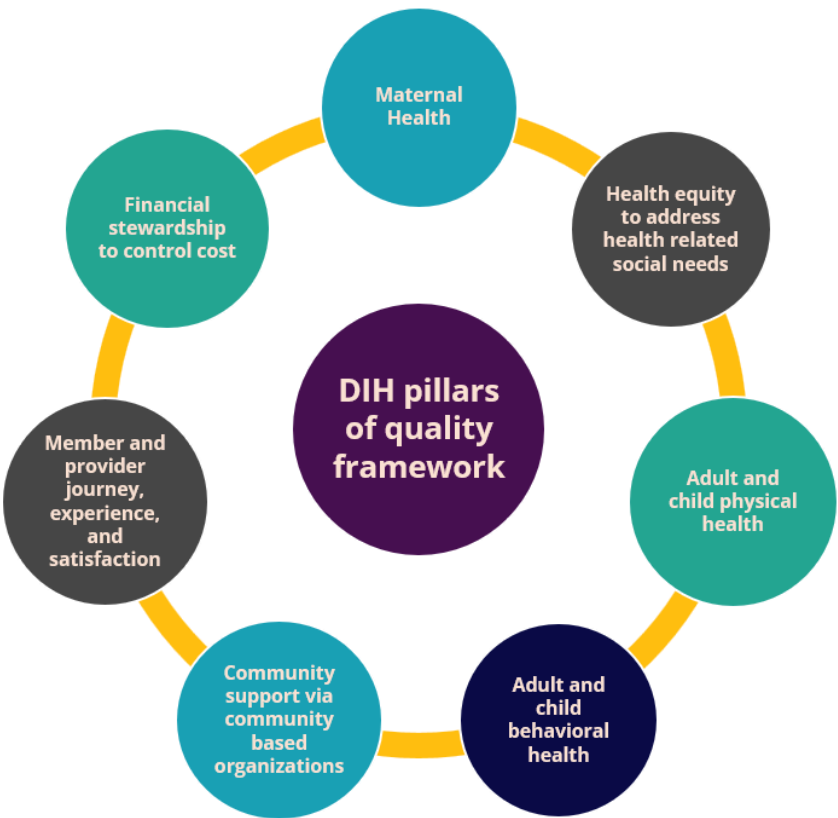 Maternal
Health
Health equity
to address
health related
social needs
Adult and
child physical
health
Adult and
child
behavioral
health
Community
support via
community
based
organizations
Member and
provider
journey,
experience,
and
satisfaction
Financial
stewardship
to control cost
DIH pillars
of quality
framework